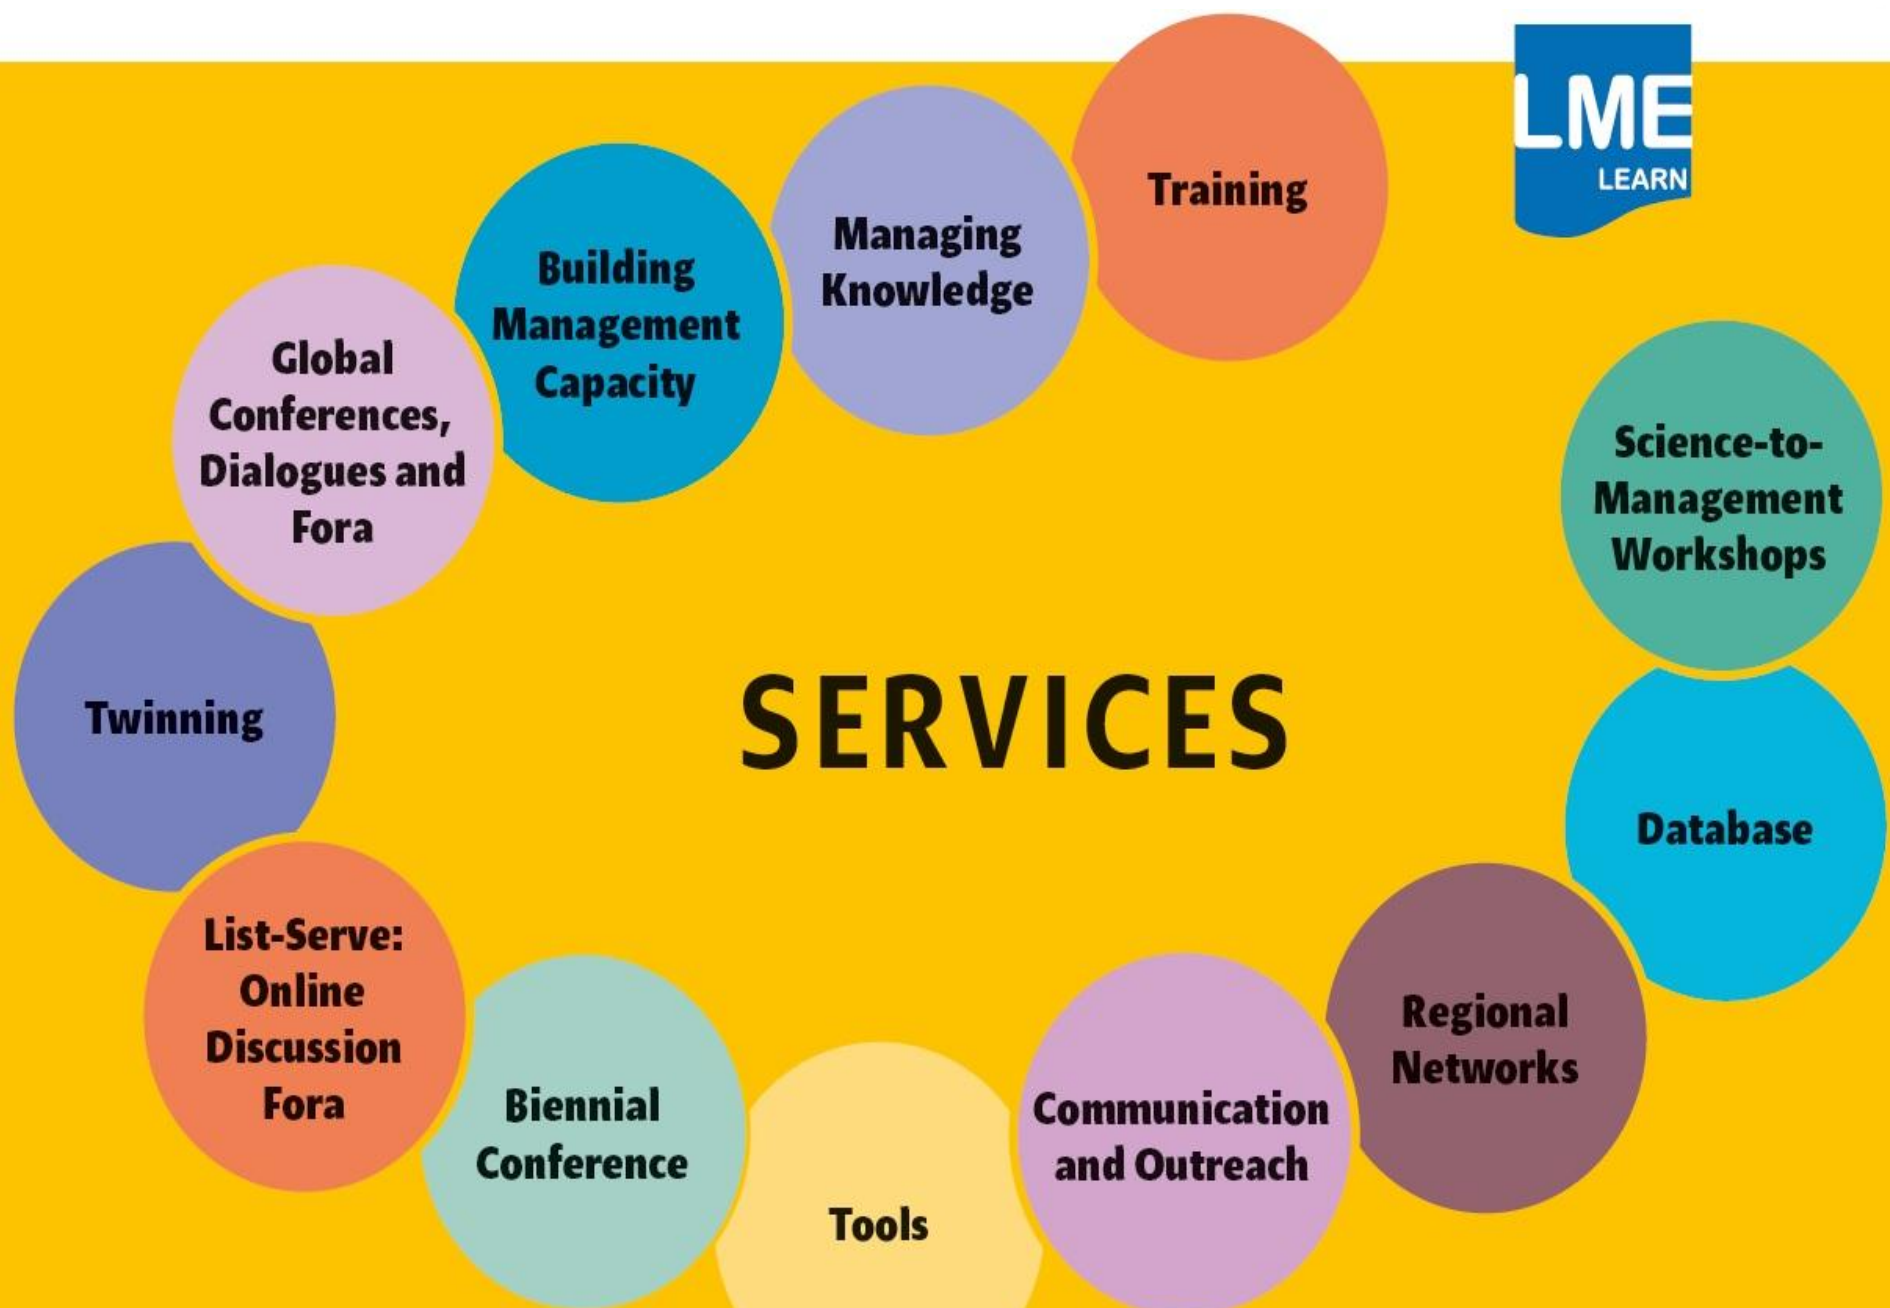 LME
LEARN
Training
Managing
Knowledge
Building
Management
Capacity
Global
Conferences,
Dialogues and
Fora
Twinning
List-Serve:
Online
Discussion
Fora
Biennial
Conference
Tools
Communication
and Outreach
Regional
Networks
Database
Science-to-
Management
Workshops
SERVICES